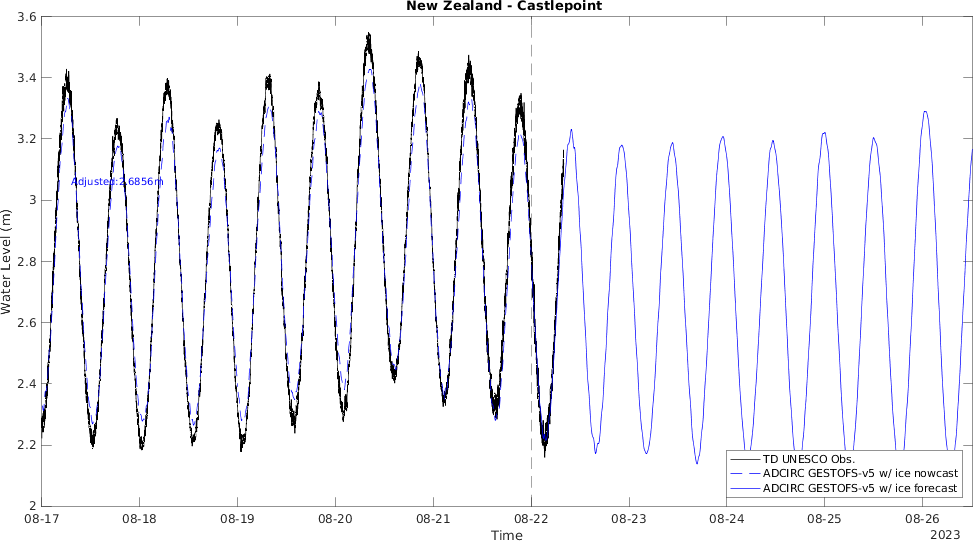 New Zealand - Castlepoint
3.6
3.4
3.2
3
2.8
2.6
2.4
2.2
2
Water Level (m)
Adjusted:2.6856m
TD UNESCO Obs.
ADCIRC GESTOFS-v5 w/ ice nowcast
ADCIRC GESTOFS-v5 w/ ice forecast
08-17 08-18 08-19 08-20 08-21 08-22 08-23 08-24 08-25 08-26
Time
2023